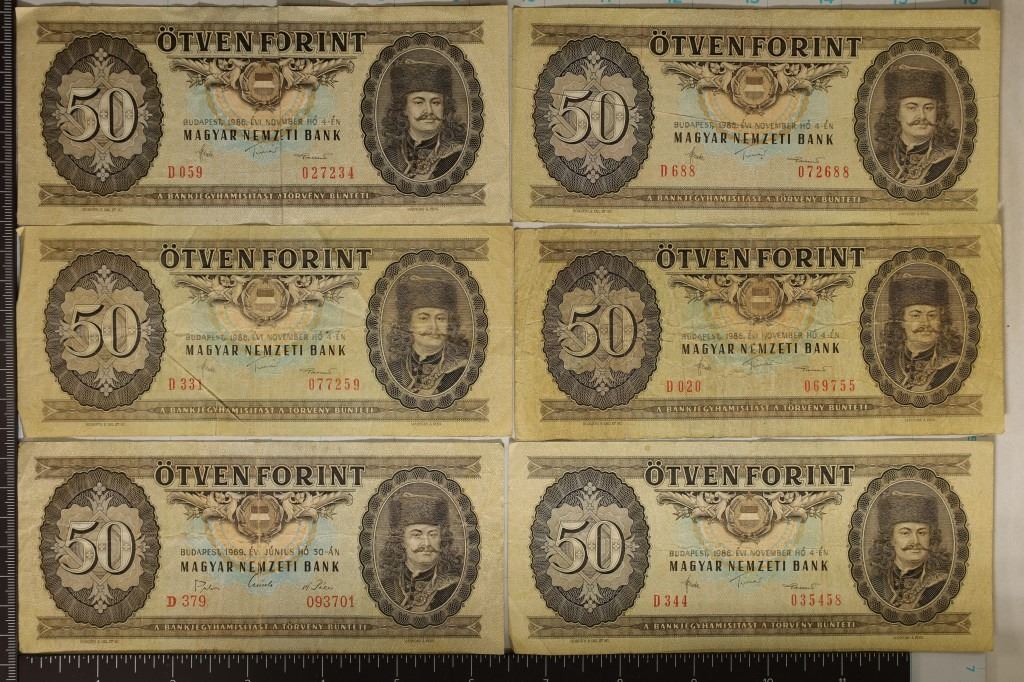 ÖTVEN FORINT
50
BUDAPEST, 1986. ÉVI NOVEMBER HÓ 4-ÉN
MAGYAR NEMZETI BANK
D 059 027234
A BANKJEGYHAMISÍTÁST A TÖRVÉNY BÜNTETI
ÖTVEN FORINT
50
BUDAPEST, 1986. ÉVI NOVEMBER HÓ 4-ÉN
MAGYAR NEMZETI BANK
D 688 072688
A BANKJEGYHAMISÍTÁST A TÖRVÉNY BÜNTETI
ÖTVEN FORINT
50
BUDAPEST, 1986. ÉVI NOVEMBER HÓ 4-ÉN
MAGYAR NEMZETI BANK
D 331 077259
A BANKJEGYHAMISÍTÁST A TÖRVÉNY BÜNTETI
ÖTVEN FORINT
50
BUDAPEST, 1986. ÉVI NOVEMBER HÓ 4-ÉN
MAGYAR NEMZETI BANK
D 020 069755
A BANKJEGYHAMISÍTÁST A TÖRVÉNY BÜNTETI
ÖTVEN FORINT
50
BUDAPEST, 1969. ÉVI JÚNIUS HÓ 30-ÁN
MAGYAR NEMZETI BANK
D 379 093701
A BANKJEGYHAMISÍTÁST A TÖRVÉNY BÜNTETI
ÖTVEN FORINT
50
BUDAPEST, 1986. ÉVI NOVEMBER HÓ 4-ÉN
MAGYAR NEMZETI BANK
D 344 035458
A BANKJEGYHAMISÍTÁST A TÖRVÉNY BÜNTETI